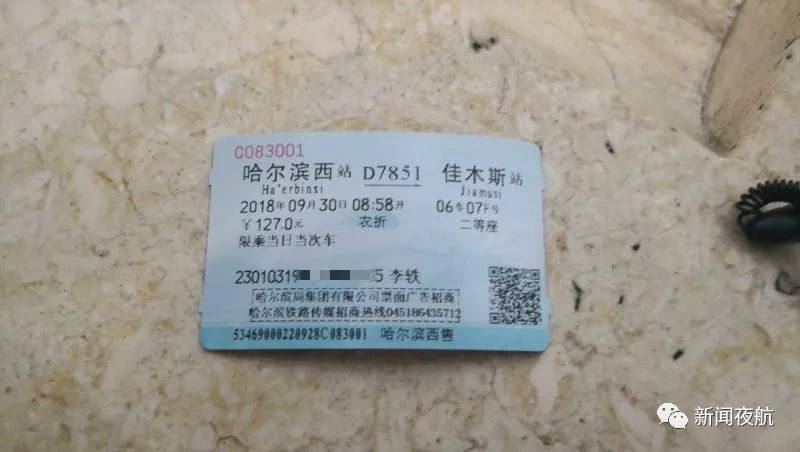 C083001
哈尔滨西站 D7851 佳木斯站
Ha'erbinxi Jiamusi
2018年09月30日 08:58开 06车07F号
¥127.0元 农折 二等座
限乘当日当次车
23010319 5 李轶
哈尔滨局集团有限公司票面广告招商
哈尔滨铁路传媒招商热线045186435712
53469000220928C083001 哈尔滨西售
新闻夜航